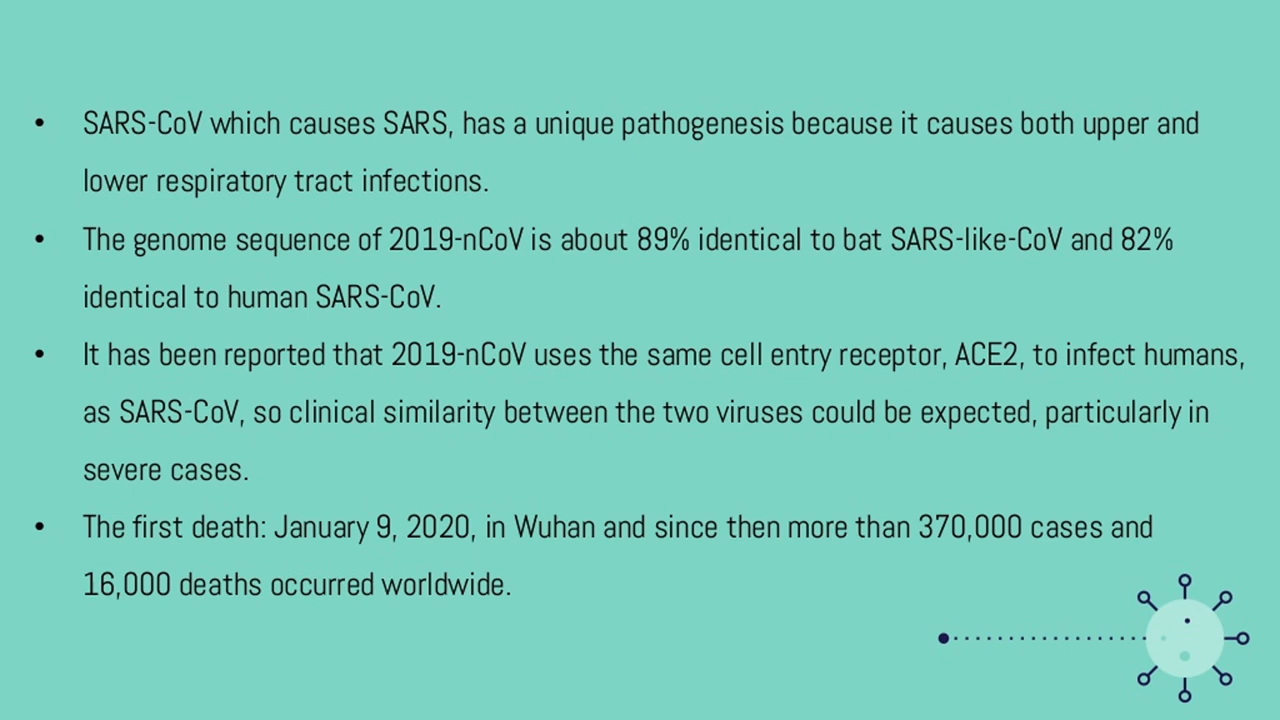 • SARS-CoV which causes SARS, has a unique pathogenesis because it causes both upper and
lower respiratory tract infections.
• The genome sequence of 2019-nCoV is about 89% identical to bat SARS-like-CoV and 82%
identical to human SARS-CoV.
• It has been reported that 2019-nCoV uses the same cell entry receptor, ACE2, to infect humans,
as SARS-CoV, so clinical similarity between the two viruses could be expected, particularly in
severe cases.
• The first death: January 9, 2020, in Wuhan and since then more than 370,000 cases and
16,000 deaths occurred worldwide.